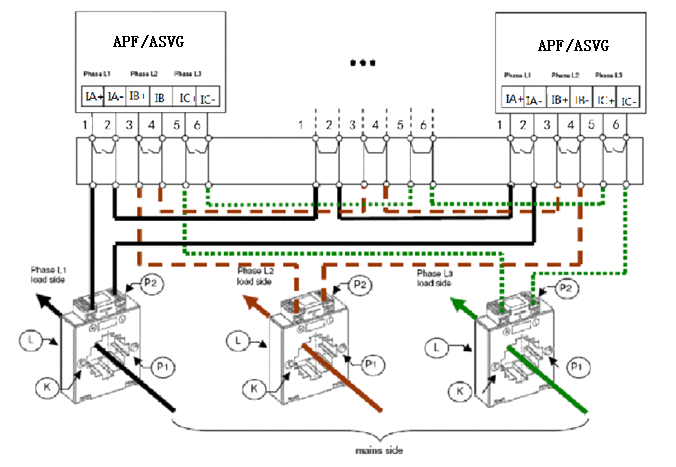 APF/ASVG
APF/ASVG
•••
Phase L1 Phase L2 Phase L3
Phase L1 Phase L2 Phase L3
IA+ IA- IB+ IB IC+ IC-
IA+ IA- IB+ IB- IC+ IC-
1 2 3 4 5 6
1 2 3 4 5 6
1 2 3 4 5 6
Phase L1
load side
P2
Phase L2
load side
P2
Phase L3
load side
P2
L
P1
K
L
P1
K
L
P1
K
mains side